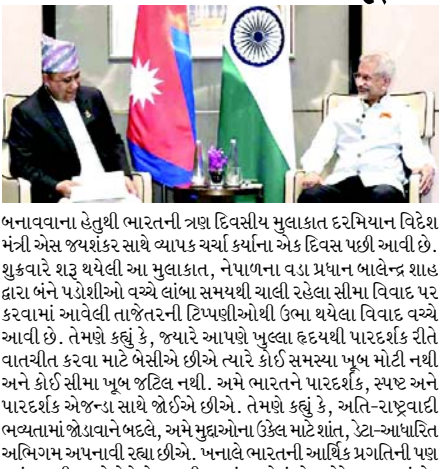 બનાવવાના હેતુથી ભારતની ત્રણ દિવસીય મુલાકાત દરમિયાન વિદેશ
મંત્રી એસ જયશંકર સાથે વ્યાપક ચર્ચા કર્યાના એક દિવસ પછી આવી છે.
શુક્રવારે શરૂ થયેલી આ મુલાકાત, નેપાળના વડા પ્રધાન બાલેન્દ્ર શાહ
દ્વારા બંને પડોશીઓ વચ્ચે લાંબા સમયથી ચાલી રહેલા સીમા વિવાદ પર
કરવામાં આવેલી તાજેતરની ટિપ્પણીઓથી ઉભા થયેલા વિવાદ વચ્ચે
આવી છે. તેમણે કહ્યું કે, જ્યારે આપણે ખુલ્લા હૃદયથી પારદર્શક રીતે
વાતચીત કરવા માટે બેસીએ છીએ ત્યારે કોઈ સમસ્યા ખૂબ મોટી નથી
અને કોઈ સીમા ખૂબ જટિલ નથી. અમે ભારતને પારદર્શક, સ્પષ્ટ અને
પારદર્શક એજન્ડા સાથે જોઈએ છીએ. તેમણે કહ્યું કે, અતિ-રાષ્ટ્રવાદી
ભવ્યતામાં જોડાવાને બદલે, અમે મુદ્દાઓના ઉકેલ માટે શાંત, ડેટા-આધારિત
અભિગમ અપનાવી રહ્યા છીએ. ખનાલે ભારતની આર્થિક પ્રગતિની પણ